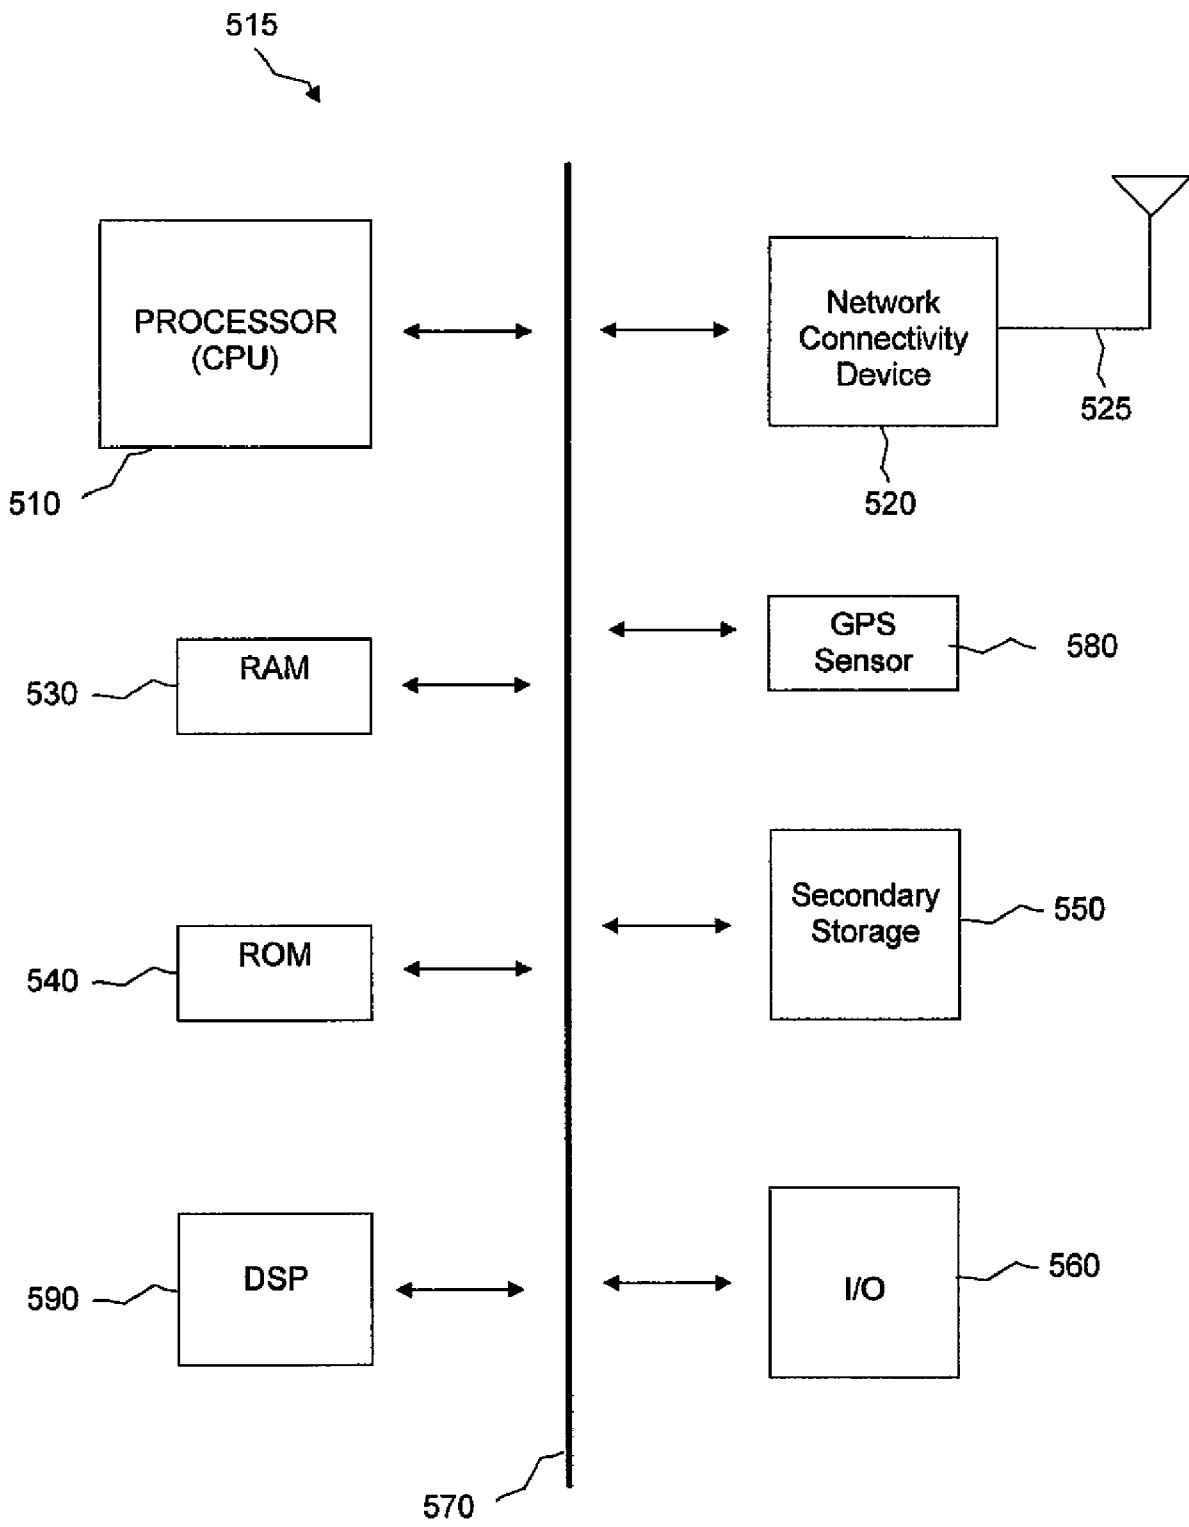 515
PROCESSOR
(CPU)
510
Network
Connectivity
Device
525
520
RAM
530
GPS
Sensor
580
ROM
540
Secondary
Storage
550
DSP
590
I/O
560
570